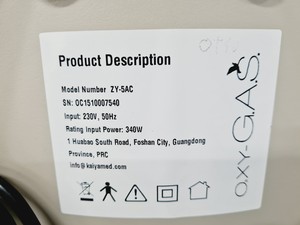 Product Description
Model Number ZY-5AC
SN: OC1510007540
Input: 230V, 50Hz
Rating Input Power: 340W
1 Huabao South Road, Foshan City, Guangdong
Province, PRC
info@kaiyamed.com
OXY-G.A.S.